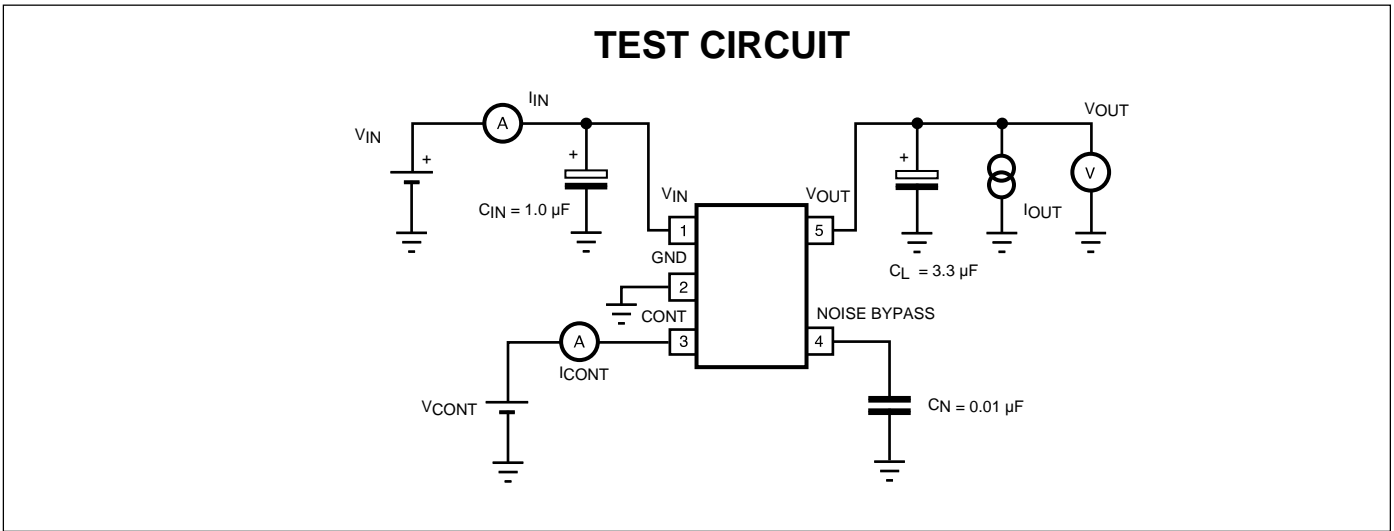 TEST CIRCUIT
IIN
VIN
A
+
+
CIN = 1.0 µF
VIN
1
GND
2
CONT
3
A
ICONT
VCONT
VOUT
5
+
CL = 3.3 µF
IOUT
VOUT
V
NOISE BYPASS
4
CN = 0.01 µF